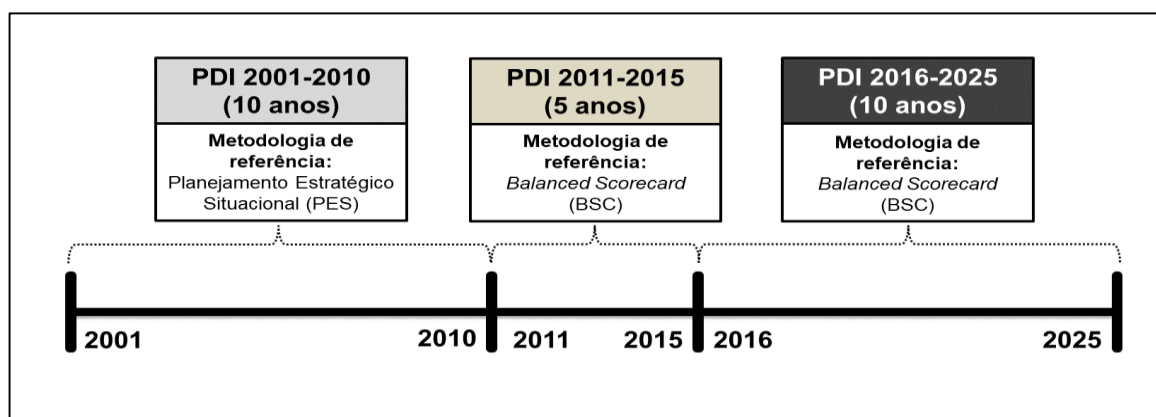 PDI 2001-2010
(10 anos)
Metodologia de
referência:
Planejamento Estratégico
Situacional (PES)
PDI 2011-2015
(5 anos)
Metodologia de
referência:
Balanced Scorecard
(BSC)
PDI 2016-2025
(10 anos)
Metodologia de
referência:
Balanced Scorecard
(BSC)
2001
2010
2011
2015
2016
2025